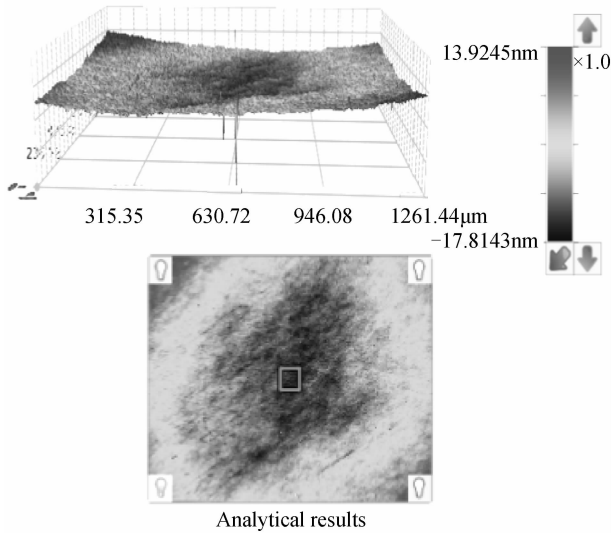 13.9245nm
×1.0
315.35 630.72 946.08 1261.44μm
−17.8143nm
Analytical results